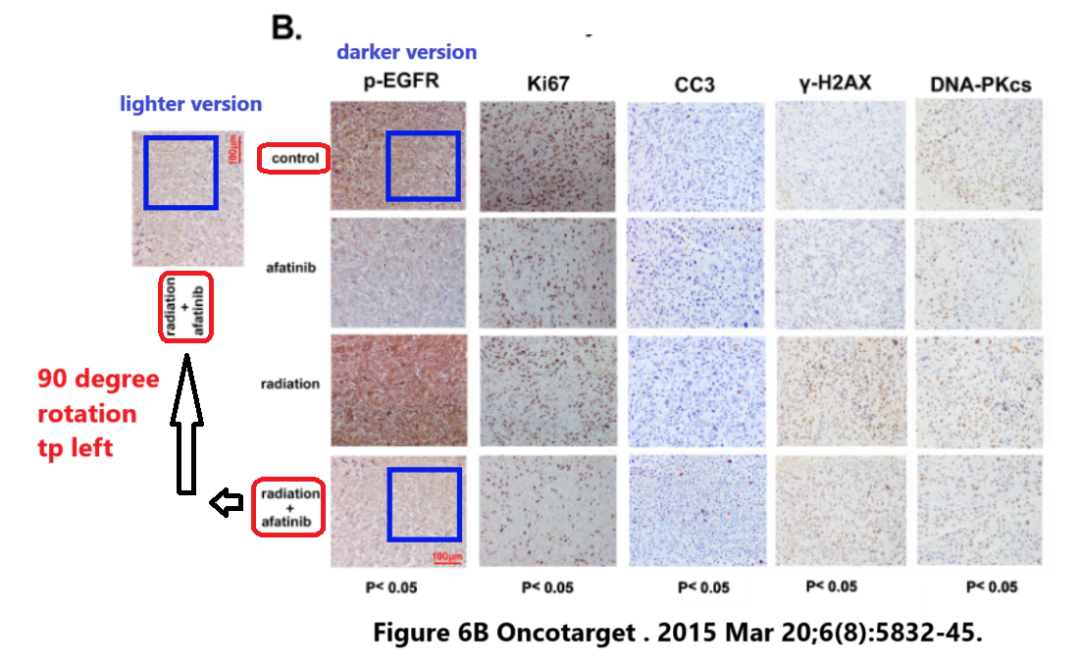 B.
darker version
p-EGFR Ki67 CC3 γ-H2AX DNA-PKcs
lighter version
100µm
control
afatinib
radiation
+
afatinib
radiation
90 degree
rotation
tp left
radiation
+
afatinib
100µm
P< 0.05 P< 0.05 P< 0.05 P< 0.05 P< 0.05
Figure 6B Oncotarget . 2015 Mar 20;6(8):5832-45.